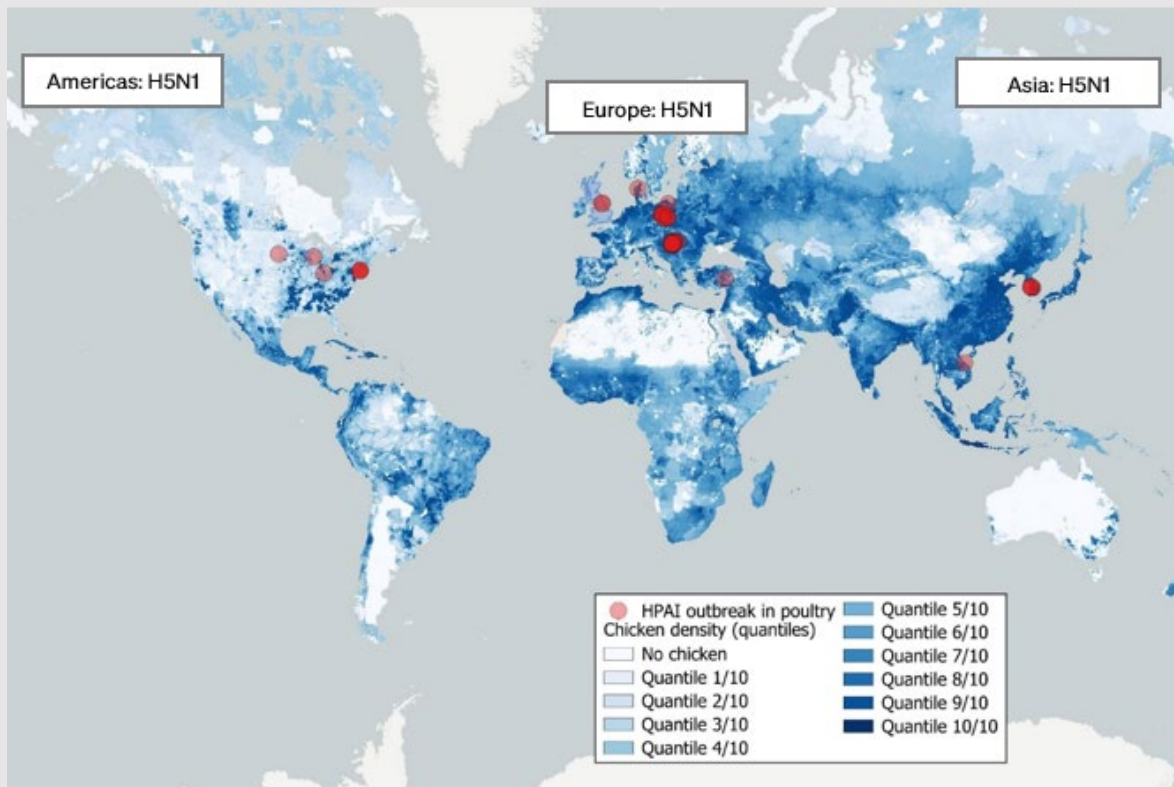 Americas: H5N1
Europe: H5N1
Asia: H5N1
HPAI outbreak in poultry
Chicken density (quantiles)
No chicken
Quantile 1/10
Quantile 2/10
Quantile 3/10
Quantile 4/10
Quantile 5/10
Quantile 6/10
Quantile 7/10
Quantile 8/10
Quantile 9/10
Quantile 10/10